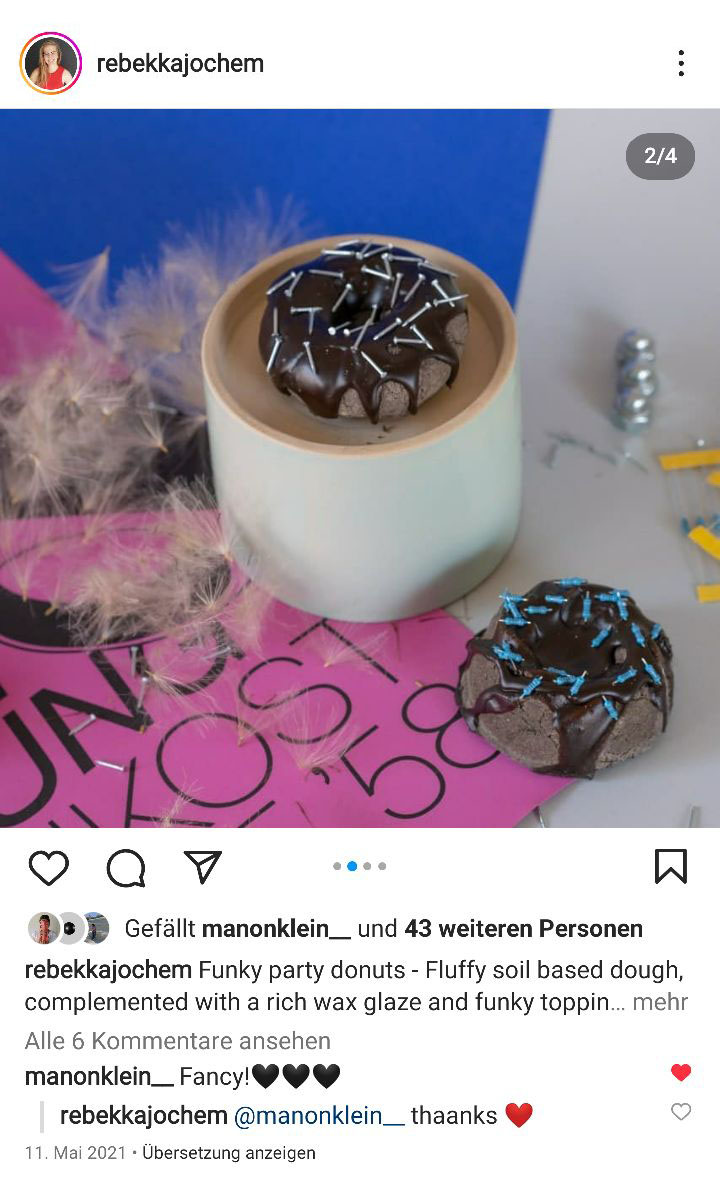 rebekkajochem
2/4
KOST
'58
Gefällt manonklein__ und 43 weiteren Personen
rebekkajochem Funky party donuts - Fluffy soil based dough,
complemented with a rich wax glaze and funky toppin... mehr
Alle 6 Kommentare ansehen
manonklein__ Fancy!🖤🖤🖤
rebekkajochem @manonklein__ thaanks ❤️
11. Mai 2021 • Übersetzung anzeigen